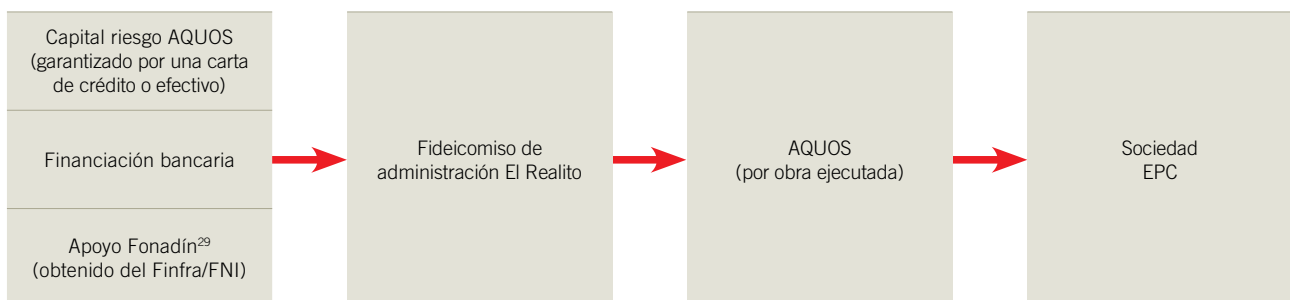 Capital riesgo AQUOS
(garantizado por una carta
de crédito o efectivo)
Financiación bancaria
Apoyo Fonadín²⁹
(obtenido del Finfra/FNI)
Fideicomiso de
administración El Realito
AQUOS
(por obra ejecutada)
Sociedad
EPC